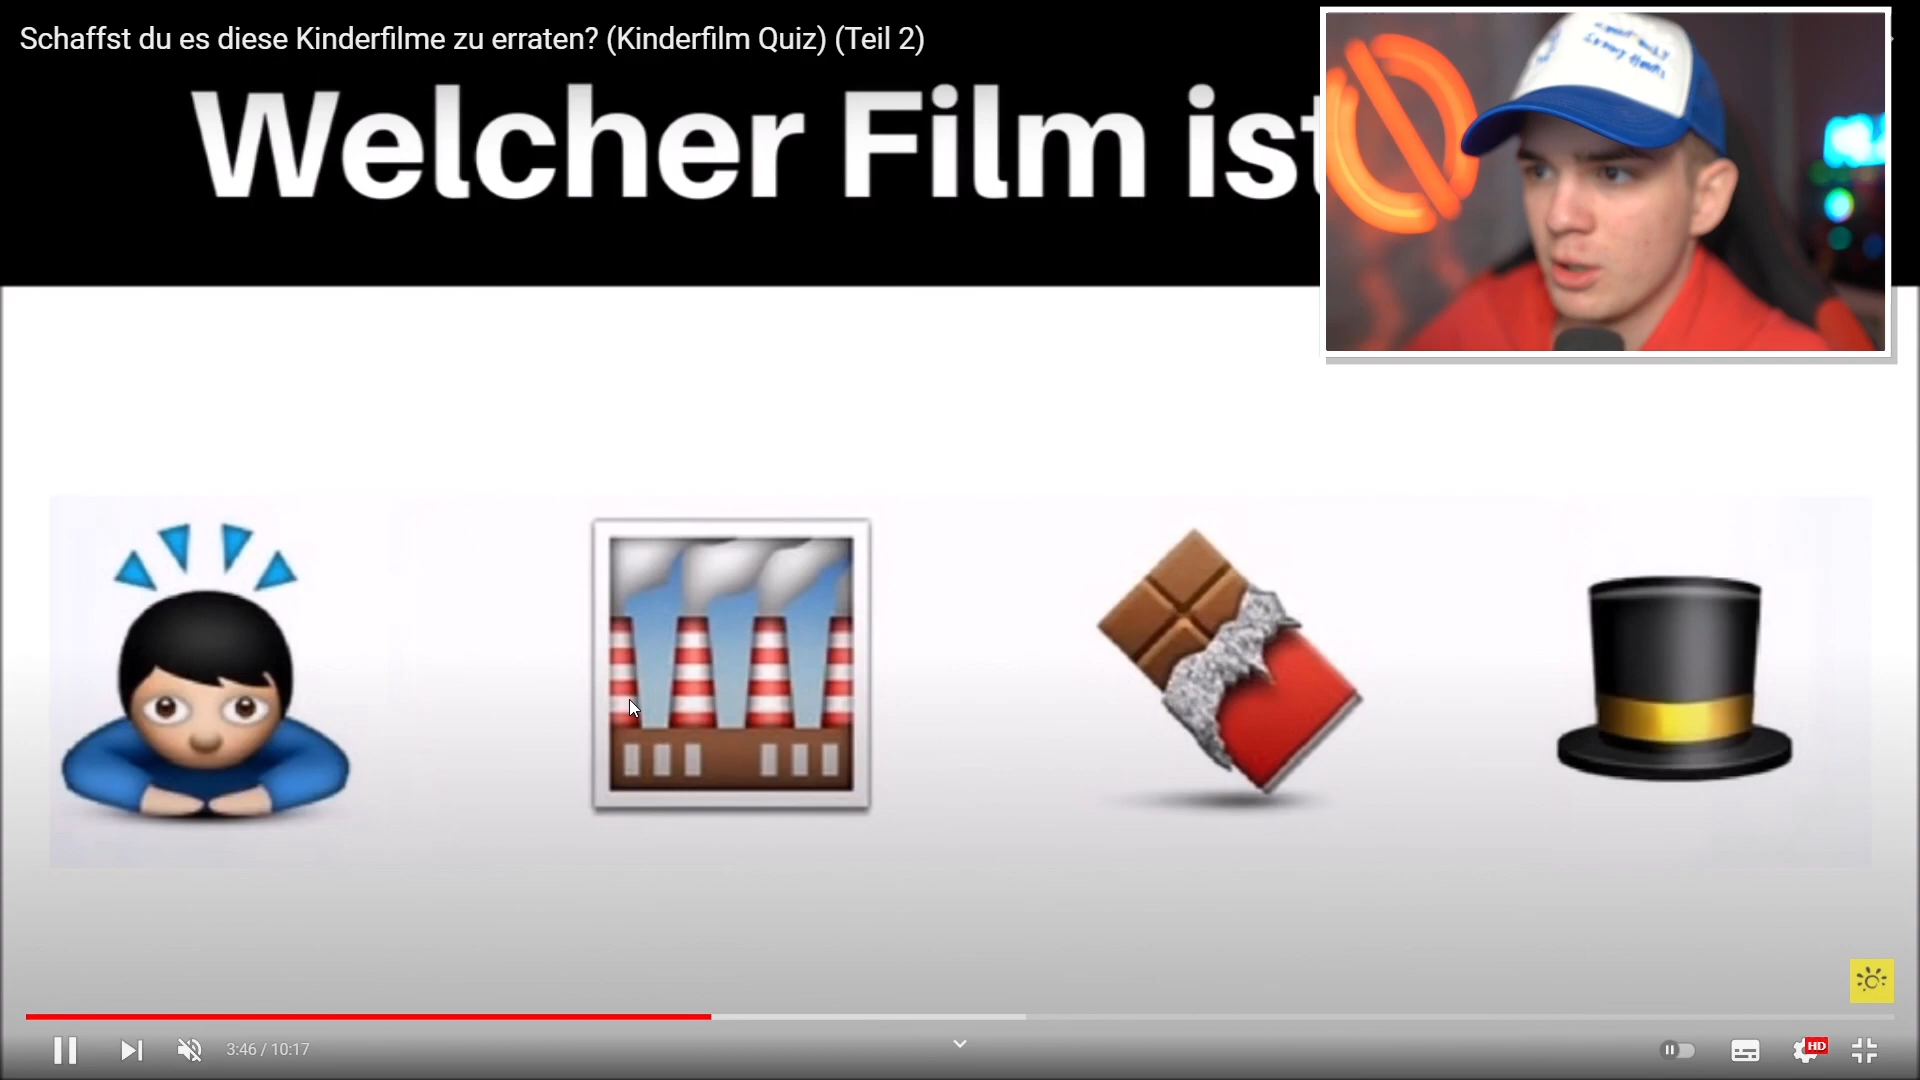 Schaffst du es diese Kinderfilme zu erraten? (Kinderfilm Quiz) (Teil 2)
Welcher Film ist
3:46 / 10:17
HD